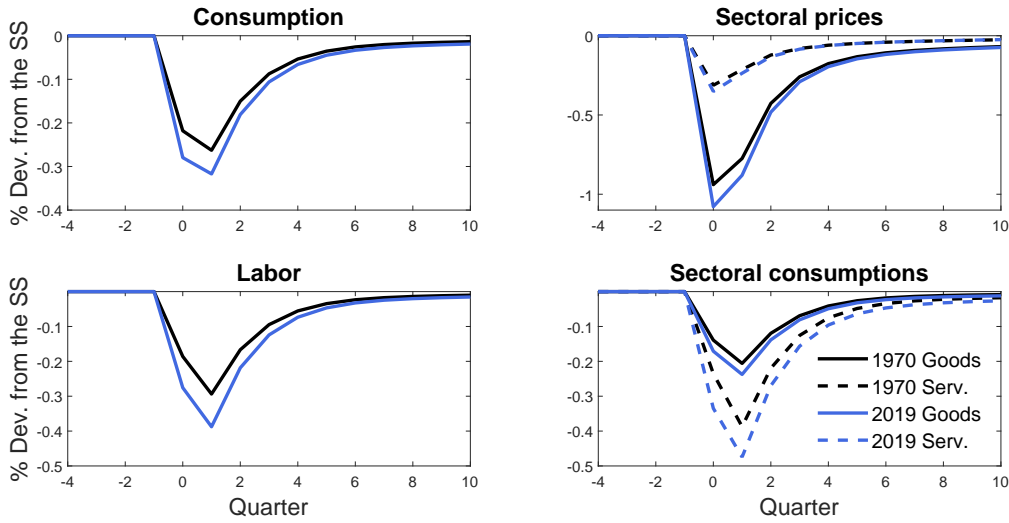 Consumption
% Dev. from the SS
0
-0.1
-0.2
-0.3
-0.4
-4 -2 0 2 4 6 8 10
Sectoral prices
0
-0.5
-1
-4 -2 0 2 4 6 8 10
Labor
% Dev. from the SS
-0.1
-0.2
-0.3
-0.4
-0.5
-4 -2 0 2 4 6 8 10
Quarter
Sectoral consumptions
-0.1
-0.2
-0.3
-0.4
-0.5
1970 Goods
1970 Serv.
2019 Goods
2019 Serv.
-4 -2 0 2 4 6 8 10
Quarter